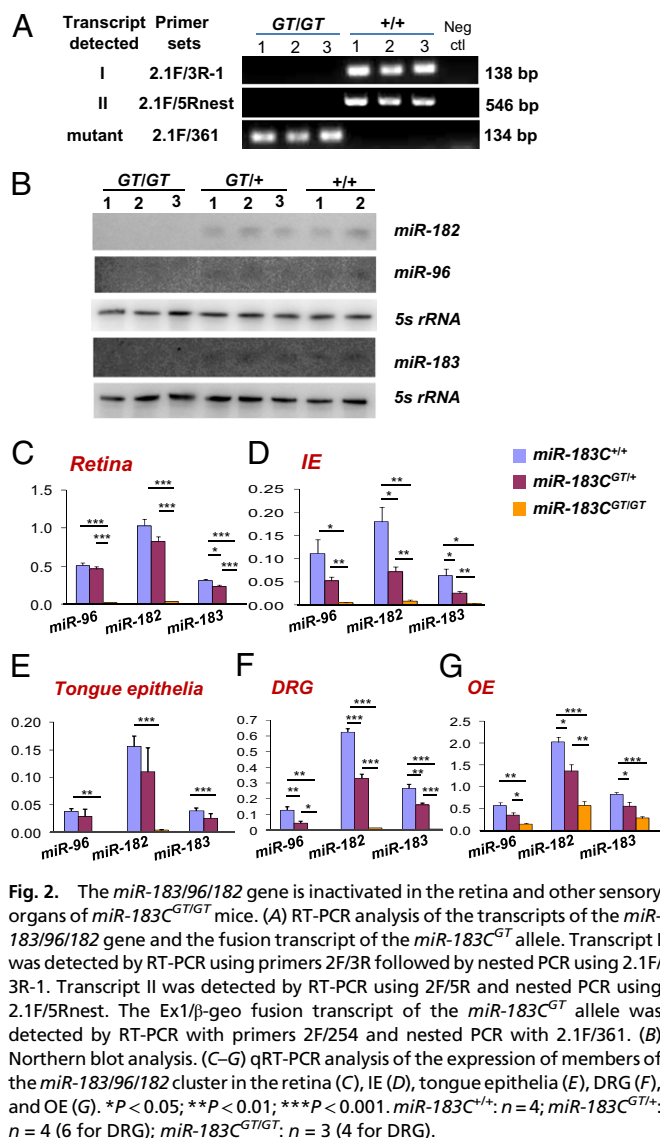 A
Transcript detected Primer sets GT/GT +/+ Neg ctl
1 2 3 1 2 3
I 2.1F/3R-1 138 bp
II 2.1F/5Rnest 546 bp
mutant 2.1F/361 134 bp
B
GT/GT GT/+ +/+
1 2 3 1 2 3 1 2
miR-182
miR-96
5s rRNA
miR-183
5s rRNA
C Retina
1.5
1.0
0.5
0.0
*** *** *** *** *** * ***
miR-96 miR-182 miR-183
D IE
0.25
0.20
0.15
0.10
0.05
0
* ** ** * ** * * **
miR-96 miR-182 miR-183
miR-183C+/+
miR-183CGT/+
miR-183CGT/GT
E Tongue epithelia
0.20
0.15
0.10
0.05
0.00
** *** ***
miR-96 miR-182 miR-183
F DRG
0.7
0.6
0.5
0.4
0.3
0.2
0.1
0
** ** * *** *** *** *** ** ***
miR-96 miR-182 miR-183
G OE
2.5
2.0
1.5
1.0
0.5
0.0
** * *** * ** *** *
miR-96 miR-182 miR-183
Fig. 2. The miR-183/96/182 gene is inactivated in the retina and other sensory
organs of miR-183CGT/GT mice. (A) RT-PCR analysis of the transcripts of the miR-
183/96/182 gene and the fusion transcript of the miR-183CGT allele. Transcript I
was detected by RT-PCR using primers 2F/3R followed by nested PCR using 2.1F/
3R-1. Transcript II was detected by RT-PCR using 2F/5R and nested PCR using
2.1F/5Rnest. The Ex1/β-geo fusion transcript of the miR-183CGT allele was
detected by RT-PCR with primers 2F/254 and nested PCR with 2.1F/361. (B)
Northern blot analysis. (C–G) qRT-PCR analysis of the expression of members of
the miR-183/96/182 cluster in the retina (C), IE (D), tongue epithelia (E), DRG (F),
and OE (G). *P < 0.05; **P < 0.01; ***P < 0.001. miR-183C+/+: n = 4; miR-183CGT/+:
n = 4 (6 for DRG); miR-183CGT/GT: n = 3 (4 for DRG).